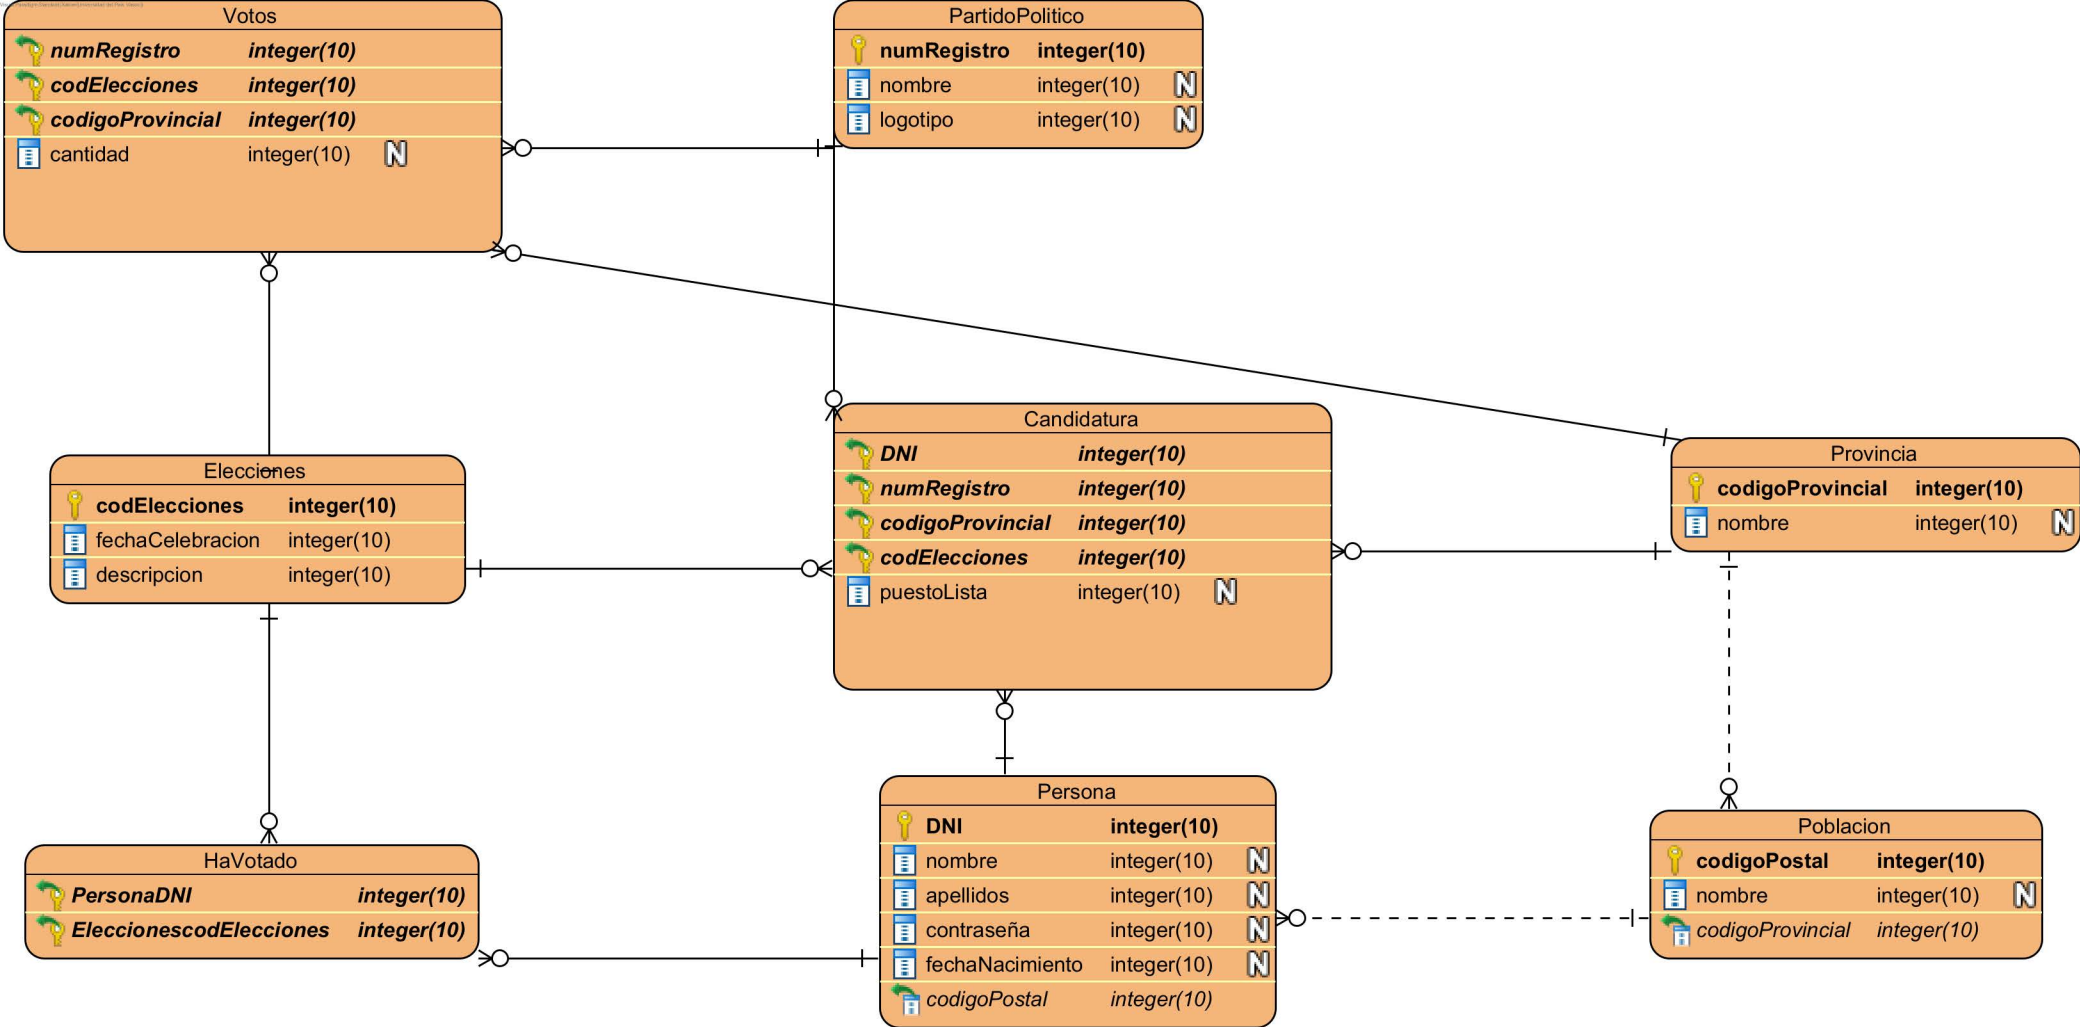 Votos
numRegistro integer(10)
codElecciones integer(10)
codigoProvincial integer(10)
cantidad integer(10) N
PartidoPolitico
numRegistro integer(10)
nombre integer(10) N
logotipo integer(10) N
Candidatura
DNI integer(10)
numRegistro integer(10)
codigoProvincial integer(10)
codElecciones integer(10)
puestoLista integer(10) N
Provincia
codigoProvincial integer(10)
nombre integer(10) N
Elecciones
codElecciones integer(10)
fechaCelebracion integer(10)
descripcion integer(10)
HaVotado
PersonaDNI integer(10)
EleccionescodElecciones integer(10)
Persona
DNI integer(10)
nombre integer(10) N
apellidos integer(10) N
contraseña integer(10) N
fechaNacimiento integer(10) N
codigoPostal integer(10)
Poblacion
codigoPostal integer(10)
nombre integer(10) N
codigoProvincial integer(10)